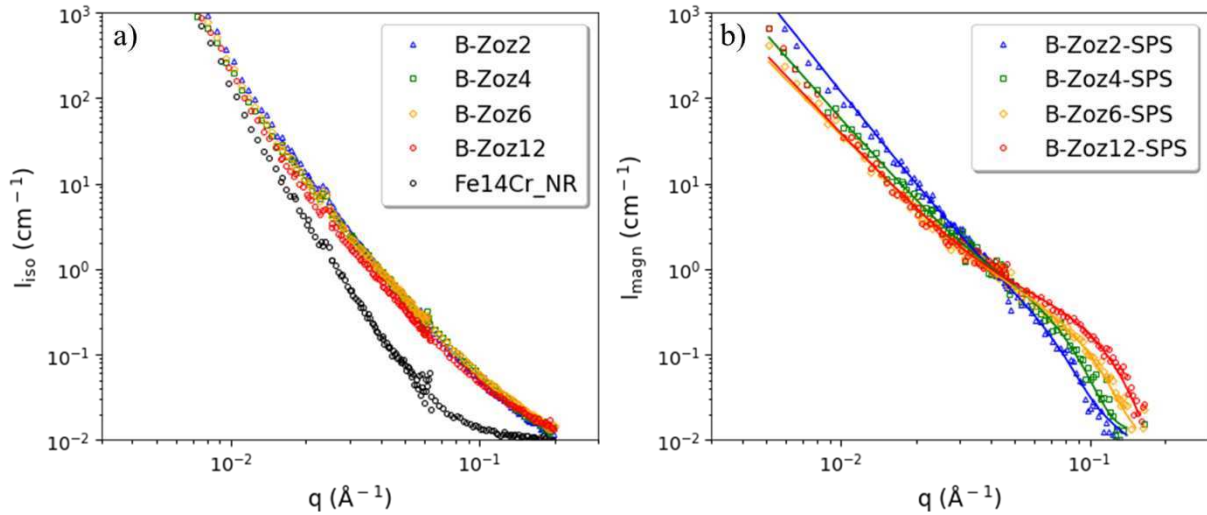 a)
10³
10²
10¹
10⁰
10⁻¹
10⁻²
I_iso (cm⁻¹)
B-Zoz2
B-Zoz4
B-Zoz6
B-Zoz12
Fe14Cr_NR
10⁻² 10⁻¹
q (Å⁻¹)
b)
10³
10²
10¹
10⁰
10⁻¹
10⁻²
I_magn (cm⁻¹)
B-Zoz2-SPS
B-Zoz4-SPS
B-Zoz6-SPS
B-Zoz12-SPS
10⁻² 10⁻¹
q (Å⁻¹)